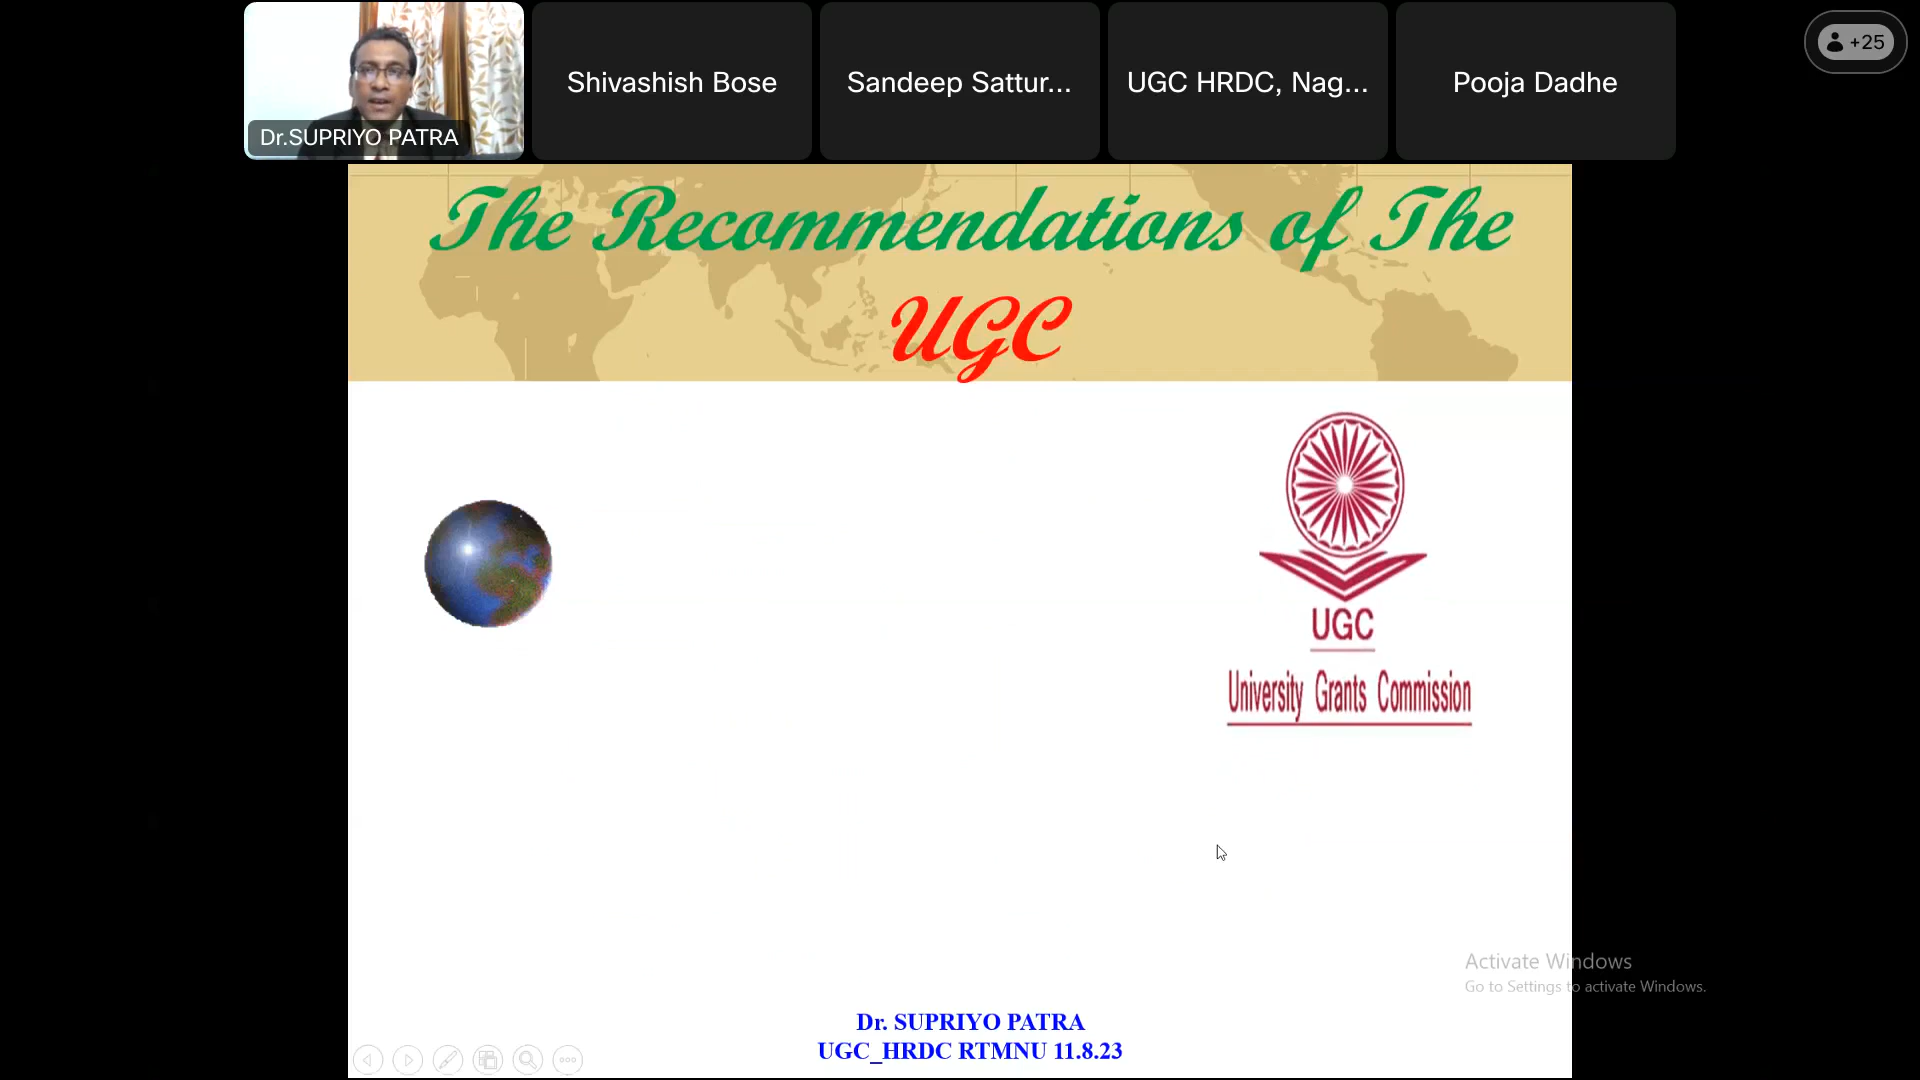 +25
Shivashish Bose
Sandeep Sattur...
UGC HRDC, Nag...
Pooja Dadhe
Dr.SUPRIYO PATRA
The Recommendations of The
UGC
UGC
University Grants Commission
Activate Windows
Go to Settings to activate Windows.
Dr. SUPRIYO PATRA
UGC_HRDC RTMNU 11.8.23